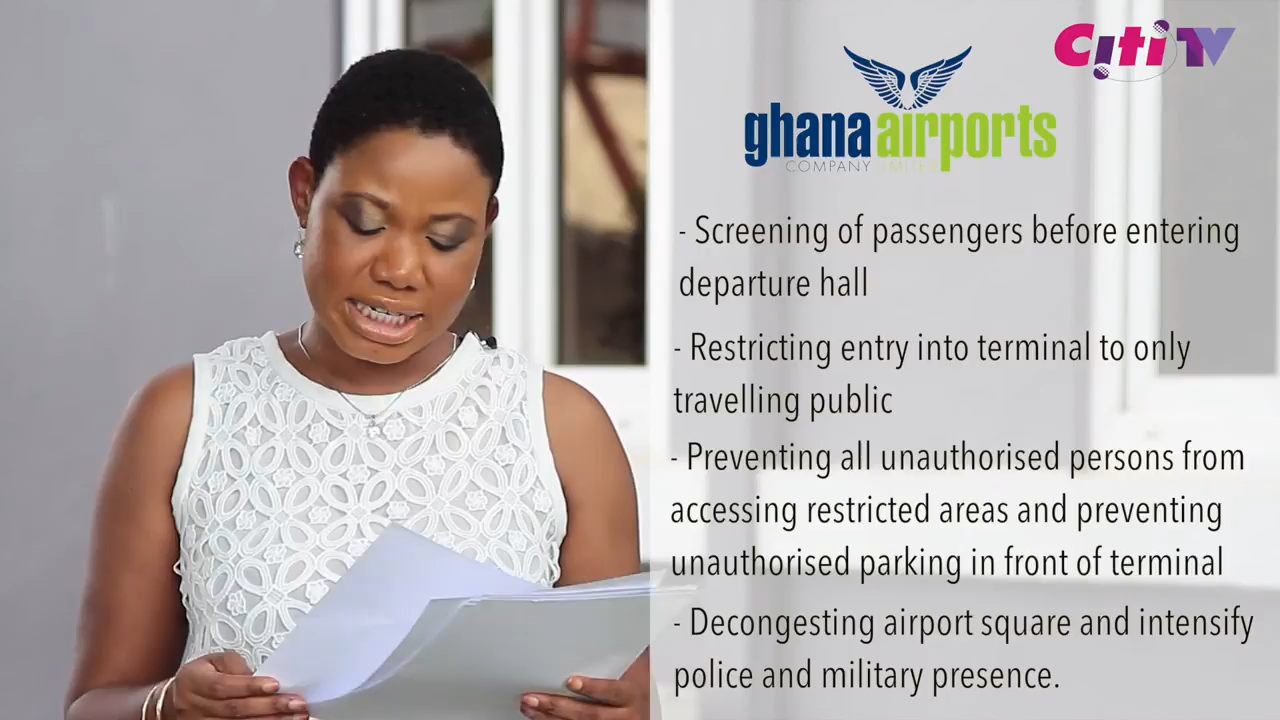 Citi TV
ghana airports
COMPANY LIMITED
- Screening of passengers before entering
departure hall
- Restricting entry into terminal to only
travelling public
- Preventing all unauthorised persons from
accessing restricted areas and preventing
unauthorised parking in front of terminal
- Decongesting airport square and intensify
police and military presence.